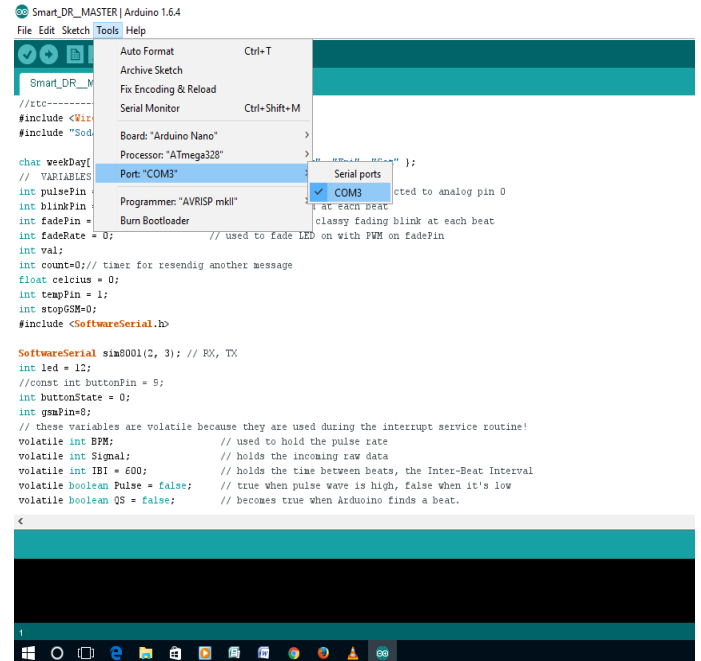 Smart_DR__MASTER | Arduino 1.6.4
File Edit Sketch Tools Help
Auto Format Ctrl+T
Archive Sketch
Fix Encoding & Reload
Serial Monitor Ctrl+Shift+M
Board: "Arduino Nano"
Processor: "ATmega328"
Port: "COM3"
Serial ports
COM3
Programmer: "AVRISP mkII"
Burn Bootloader
Smart_DR__M
//rtc---------
#include <Wir
#include "Sod
char weekDay[ "Sat" };
// VARIABLES
int pulsePin = cted to analog pin 0
int blinkPin = at each beat
int fadePin = classy fading blink at each beat
int fadeRate = 0; // used to fade LED on with PWM on fadePin
int val;
int count=0;// timer for resendig another message
float celcius = 0;
int tempPin = 1;
int stopGSM=0;
#include <SoftwareSerial.h>
SoftwareSerial sim800l(2, 3); // RX, TX
int led = 12;
//const int buttonPin = 9;
int buttonState = 0;
int gsmPin=8;
// these variables are volatile because they are used during the interrupt service routine!
volatile int BPM; // used to hold the pulse rate
volatile int Signal; // holds the incoming raw data
volatile int IBI = 600; // holds the time between beats, the Inter-Beat Interval
volatile boolean Pulse = false; // true when pulse wave is high, false when it's low
volatile boolean QS = false; // becomes true when Arduoino finds a beat.
1